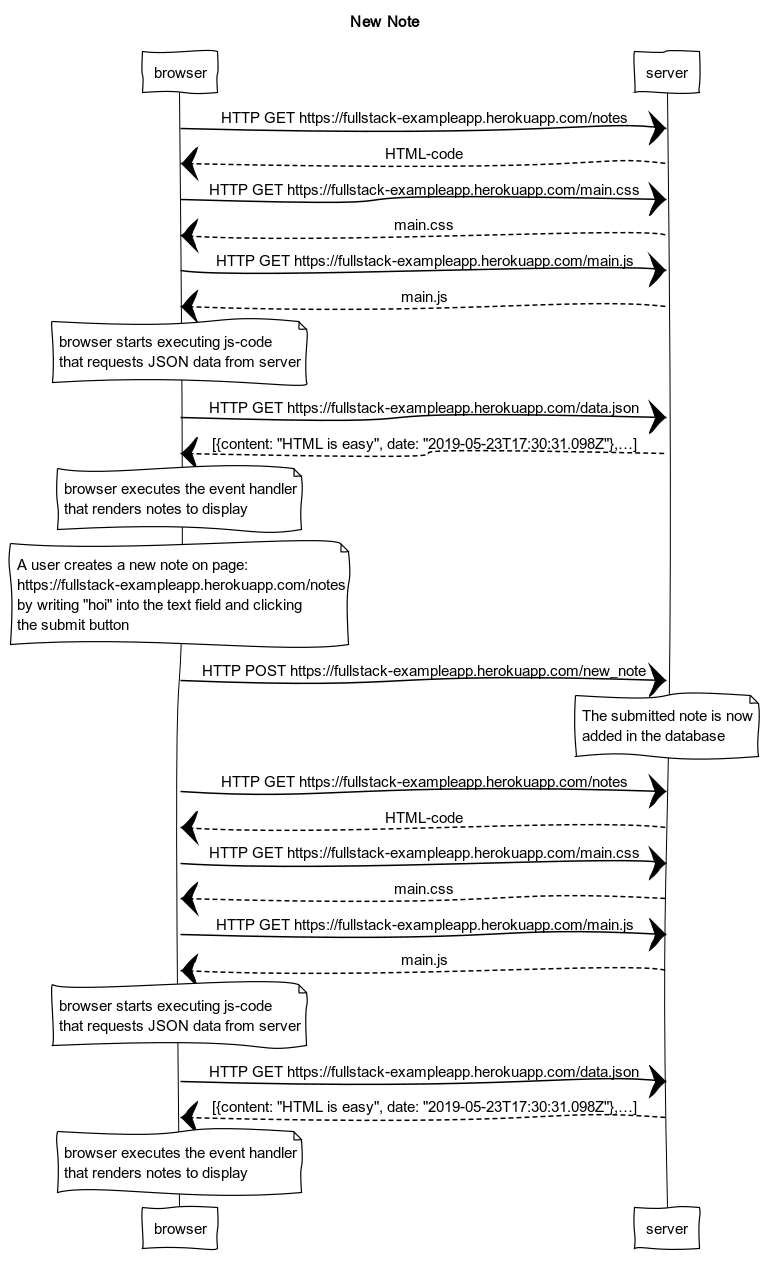 New Note
browser
server
HTTP GET https://fullstack-exampleapp.herokuapp.com/notes
HTML-code
HTTP GET https://fullstack-exampleapp.herokuapp.com/main.css
main.css
HTTP GET https://fullstack-exampleapp.herokuapp.com/main.js
main.js
browser starts executing js-code
that requests JSON data from server
HTTP GET https://fullstack-exampleapp.herokuapp.com/data.json
[{content: "HTML is easy", date: "2019-05-23T17:30:31.098Z"},...]
browser executes the event handler
that renders notes to display
A user creates a new note on page:
https://fullstack-exampleapp.herokuapp.com/notes
by writing "hoi" into the text field and clicking
the submit button
HTTP POST https://fullstack-exampleapp.herokuapp.com/new_note
The submitted note is now
added in the database
HTTP GET https://fullstack-exampleapp.herokuapp.com/notes
HTML-code
HTTP GET https://fullstack-exampleapp.herokuapp.com/main.css
main.css
HTTP GET https://fullstack-exampleapp.herokuapp.com/main.js
main.js
browser starts executing js-code
that requests JSON data from server
HTTP GET https://fullstack-exampleapp.herokuapp.com/data.json
[{content: "HTML is easy", date: "2019-05-23T17:30:31.098Z"},...]
browser executes the event handler
that renders notes to display
browser
server